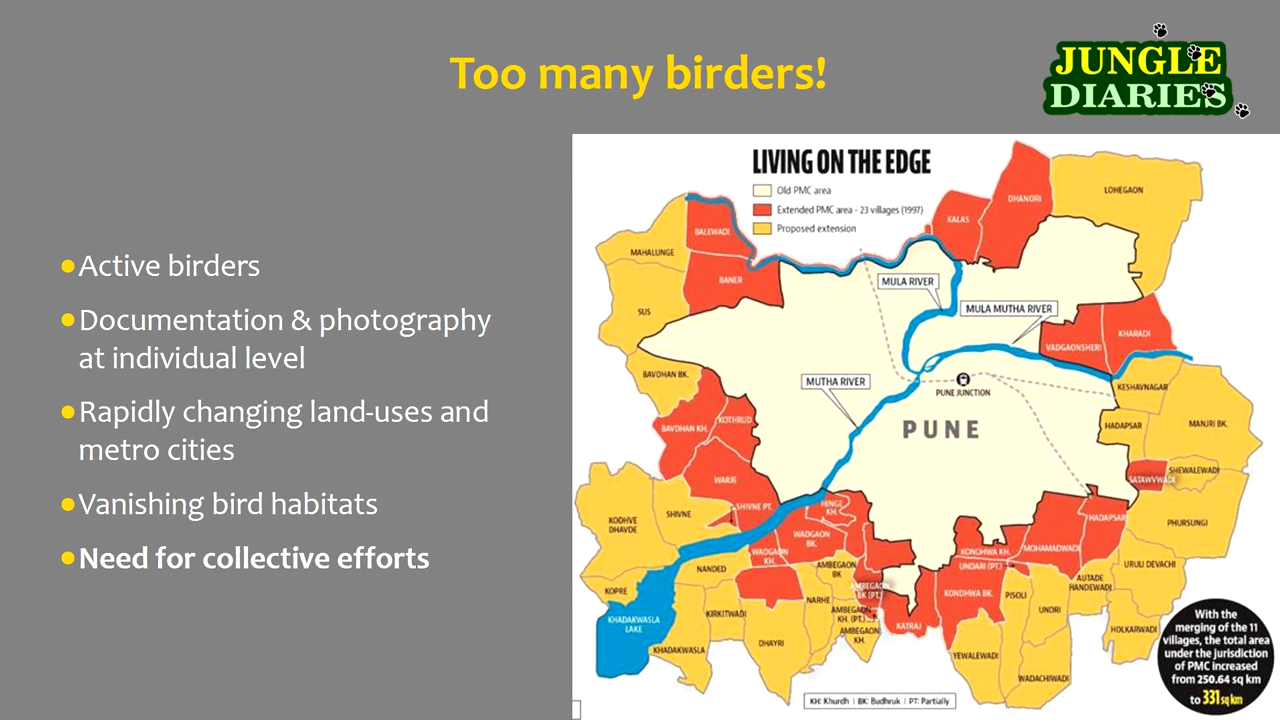 Too many birders!
JUNGLE
DIARIES
Active birders
Documentation & photography
at individual level
Rapidly changing land-uses and
metro cities
Vanishing bird habitats
Need for collective efforts
LIVING ON THE EDGE
Old PMC area
Extended PMC area - 23 villages (1997)
Proposed extension
LOHEGAON
DHANORI
KALAS
BALEWADI
MAHALUNGE
BANER
MULA RIVER
SUS
MULA MUTHA RIVER
KHARADI
VADGAONSHERI
BAVDHAN BK.
MUTHA RIVER
PUNE JUNCTION
KESHAVNAGAR
KOTHRUD
BAVDHAN KH.
PUNE
HADAPSAR
MANJRI BK.
SHEWALEWADI
WARJE
SATAWVWADI
SHIVNE PT.
HINGE
KH.
SHIVNE
KODHVE
DHAVDE
HADAPSAR
PHURSUNGI
WADGAON
BK.
WADGAON
KH.
KONDHWA KH.
MOHAMADWADI
UNDARI (PT.)
NANDED
AMBEGAON
BK
URULI DEVACHI
KOPRE
AMBEGAON
BK (PT.)
KONDHWA BK.
PISOLI
AUTADE
HANDEWADI
NARHE
KHADAKWASLA
LAKE
KIRKITWADI
AMBEGAON
KH. (PT.)
UNDRI
KATRAJ
HOLKARWADI
AMBEGAON
KH.
DHAYRI
KHADAKWASLA
YEWALEWADI
WADACHIWADI
With the
merging of the 11
villages, the total area
under the jurisdiction
of PMC increased
from 250.64 sq km
to 331 sq km
KH: Khurdh | BK: Budhruk | PT: Partially